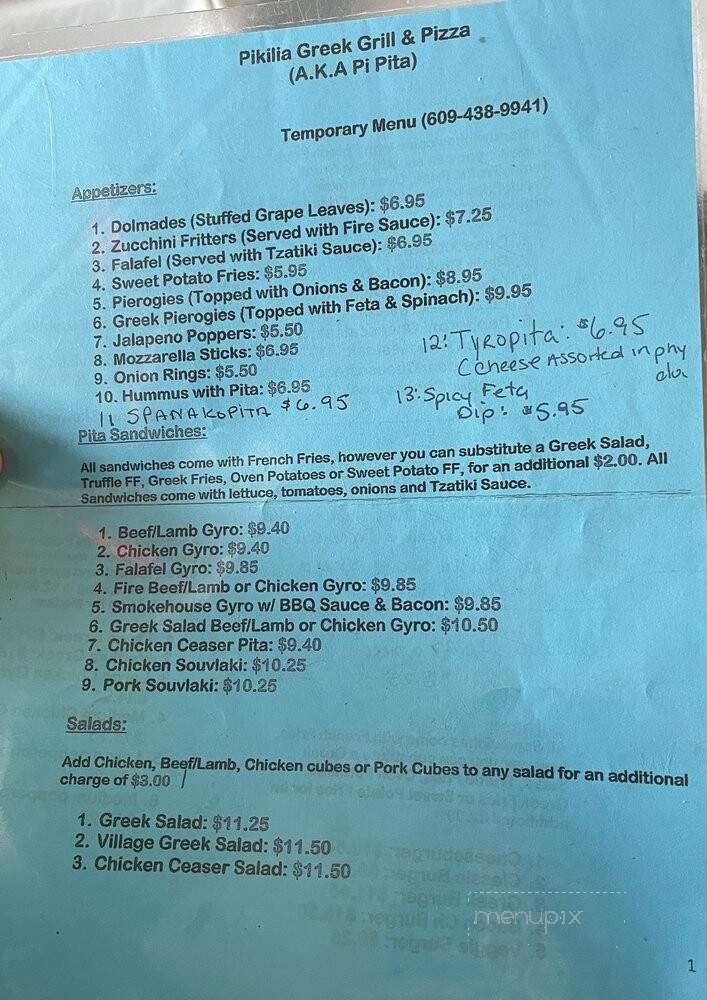 Pikilia Greek Grill & Pizza
(A.K.A Pi Pita)
Temporary Menu (609-438-9941)
Appetizers:
1. Dolmades (Stuffed Grape Leaves): $6.95
2. Zucchini Fritters (Served with Fire Sauce): $7.25
3. Falafel (Served with Tzatiki Sauce): $6.95
4. Sweet Potato Fries: $5.95
5. Pierogies (Topped with Onions & Bacon): $8.95
6. Greek Pierogies (Topped with Feta & Spinach): $9.95
7. Jalapeno Poppers: $5.50
8. Mozzarella Sticks: $6.95
9. Onion Rings: $5.50
10. Hummus with Pita: $6.95
11 SPANAKOPITA $6.95
12: Tyropita: $6.95
Ccheese Assorted in phy
13: Spicy Feta
Dip: $5.95
Pita Sandwiches:
All sandwiches come with French Fries, however you can substitute a Greek Salad,
Truffle FF, Greek Fries, Oven Potatoes or Sweet Potato FF, for an additional $2.00. All
Sandwiches come with lettuce, tomatoes, onions and Tzatiki Sauce.
1. Beef/Lamb Gyro: $9.40
2. Chicken Gyro: $9.40
3. Falafel Gyro: $9.85
4. Fire Beef/Lamb or Chicken Gyro: $9.85
5. Smokehouse Gyro w/ BBQ Sauce & Bacon: $9.85
6. Greek Salad Beef/Lamb or Chicken Gyro: $10.50
7. Chicken Ceaser Pita: $9.40
8. Chicken Souvlaki: $10.25
9. Pork Souvlaki: $10.25
Salads:
Add Chicken, Beef/Lamb, Chicken cubes or Pork Cubes to any salad for an additional
charge of $3.00
1. Greek Salad: $11.25
2. Village Greek Salad: $11.50
3. Chicken Ceaser Salad: $11.50
menupix
1